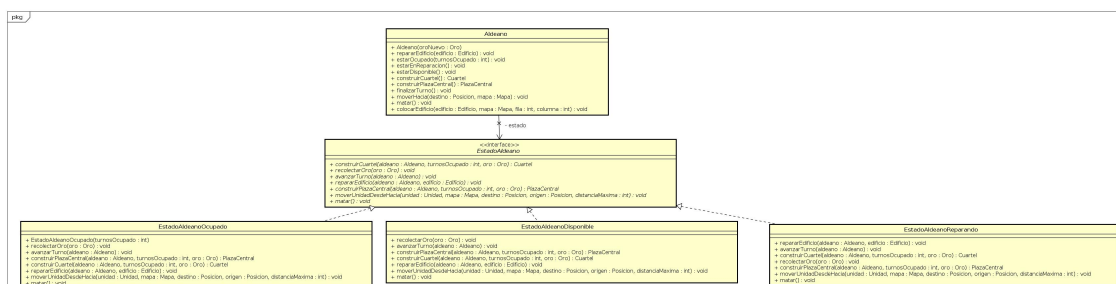 pkg
Aldeano
+ Aldeano(oroNuevo : Oro)
+ repararEdificio(edificio : Edificio) : void
+ estarOcupado(turnosOcupado : int) : void
+ estarEnReparacion() : void
+ estarDisponible() : void
+ construirCuartel() : Cuartel
+ construirPlazaCentral() : PlazaCentral
+ finalizarTurno() : void
+ moverHacia(destino : Posicion, mapa : Mapa) : void
+ matar() : void
+ colocarEdificio(edificio : Edificio, mapa : Mapa, fila : int, columna : int) : void
- estado
<<interface>>
EstadoAldeano
+ construirCuartel(aldeano : Aldeano, turnosOcupado : int, oro : Oro) : Cuartel
+ recolectarOro(oro : Oro) : void
+ avanzarTurno(aldeano : Aldeano) : void
+ repararEdificio(aldeano : Aldeano, edificio : Edificio) : void
+ construirPlazaCentral(aldeano : Aldeano, turnosOcupado : int, oro : Oro) : PlazaCentral
+ moverUnidadDesdeHacia(unidad : Unidad, mapa : Mapa, destino : Posicion, origen : Posicion, distanciaMaxima : int) : void
+ matar() : void
EstadoAldeanoOcupado
+ EstadoAldeanoOcupado(turnosOcupado : int)
+ recolectarOro(oro : Oro) : void
+ avanzarTurno(aldeano : Aldeano) : void
+ construirPlazaCentral(aldeano : Aldeano, turnosOcupado : int, oro : Oro) : PlazaCentral
+ construirCuartel(aldeano : Aldeano, turnosOcupado : int, oro : Oro) : Cuartel
+ repararEdificio(aldeano : Aldeano, edificio : Edificio) : void
+ moverUnidadDesdeHacia(unidad : Unidad, mapa : Mapa, destino : Posicion, origen : Posicion, distanciaMaxima : int) : void
+ matar() : void
EstadoAldeanoDisponible
+ recolectarOro(oro : Oro) : void
+ avanzarTurno(aldeano : Aldeano) : void
+ construirPlazaCentral(aldeano : Aldeano, turnosOcupado : int, oro : Oro) : PlazaCentral
+ construirCuartel(aldeano : Aldeano, turnosOcupado : int, oro : Oro) : Cuartel
+ repararEdificio(aldeano : Aldeano, edificio : Edificio) : void
+ moverUnidadDesdeHacia(unidad : Unidad, mapa : Mapa, destino : Posicion, origen : Posicion, distanciaMaxima : int) : void
+ matar() : void
EstadoAldeanoReparando
+ repararEdificio(aldeano : Aldeano, edificio : Edificio) : void
+ avanzarTurno(aldeano : Aldeano) : void
+ construirCuartel(aldeano : Aldeano, turnosOcupado : int, oro : Oro) : Cuartel
+ recolectarOro(oro : Oro) : void
+ construirPlazaCentral(aldeano : Aldeano, turnosOcupado : int, oro : Oro) : PlazaCentral
+ moverUnidadDesdeHacia(unidad : Unidad, mapa : Mapa, destino : Posicion, origen : Posicion, distanciaMaxima : int) : void
+ matar() : void